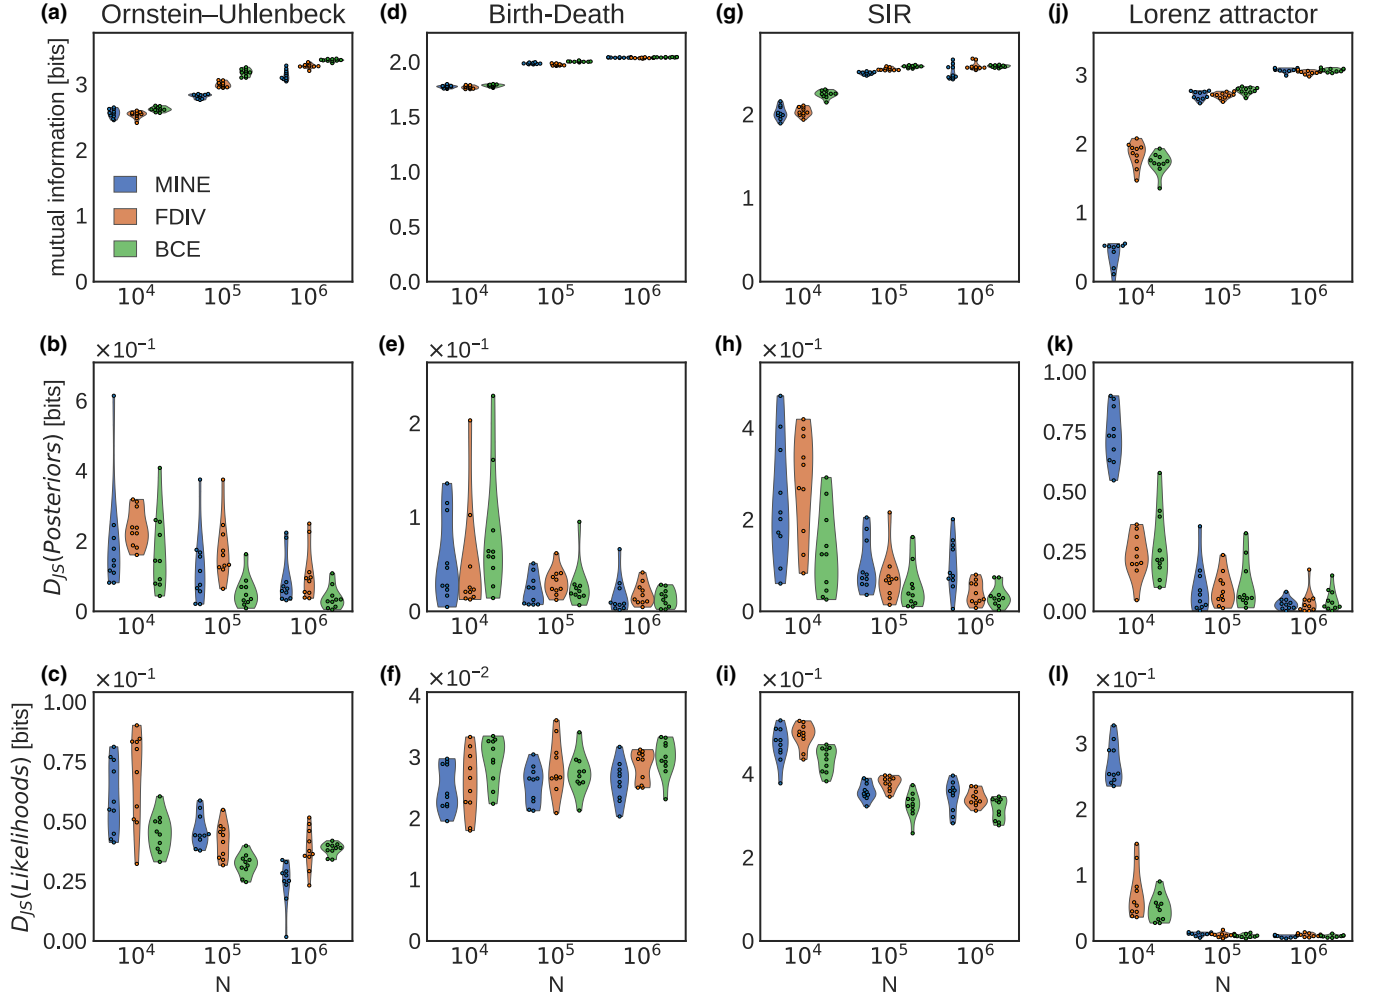 (a) Ornstein–Uhlenbeck
(d) Birth-Death
(g) SIR
(j) Lorenz attractor
mutual information [bits]
3
2
1
0
MINE
FDIV
BCE
10^4 10^5 10^6
2.0
1.5
1.0
0.5
0.0
10^4 10^5 10^6
2
1
0
10^4 10^5 10^6
3
2
1
0
10^4 10^5 10^6
(b) ×10^−1
D_JS(Posteriors) [bits]
6
4
2
0
10^4 10^5 10^6
(e) ×10^−1
2
1
0
10^4 10^5 10^6
(h) ×10^−1
4
2
0
10^4 10^5 10^6
(k)
1.00
0.75
0.50
0.25
0.00
10^4 10^5 10^6
(c) ×10^−1
D_JS(Likelihoods) [bits]
1.00
0.75
0.50
0.25
0.00
10^4 10^5 10^6
N
(f) ×10^−2
4
3
2
1
0
10^4 10^5 10^6
N
(i) ×10^−1
4
2
0
10^4 10^5 10^6
N
(l) ×10^−1
3
2
1
0
10^4 10^5 10^6
N